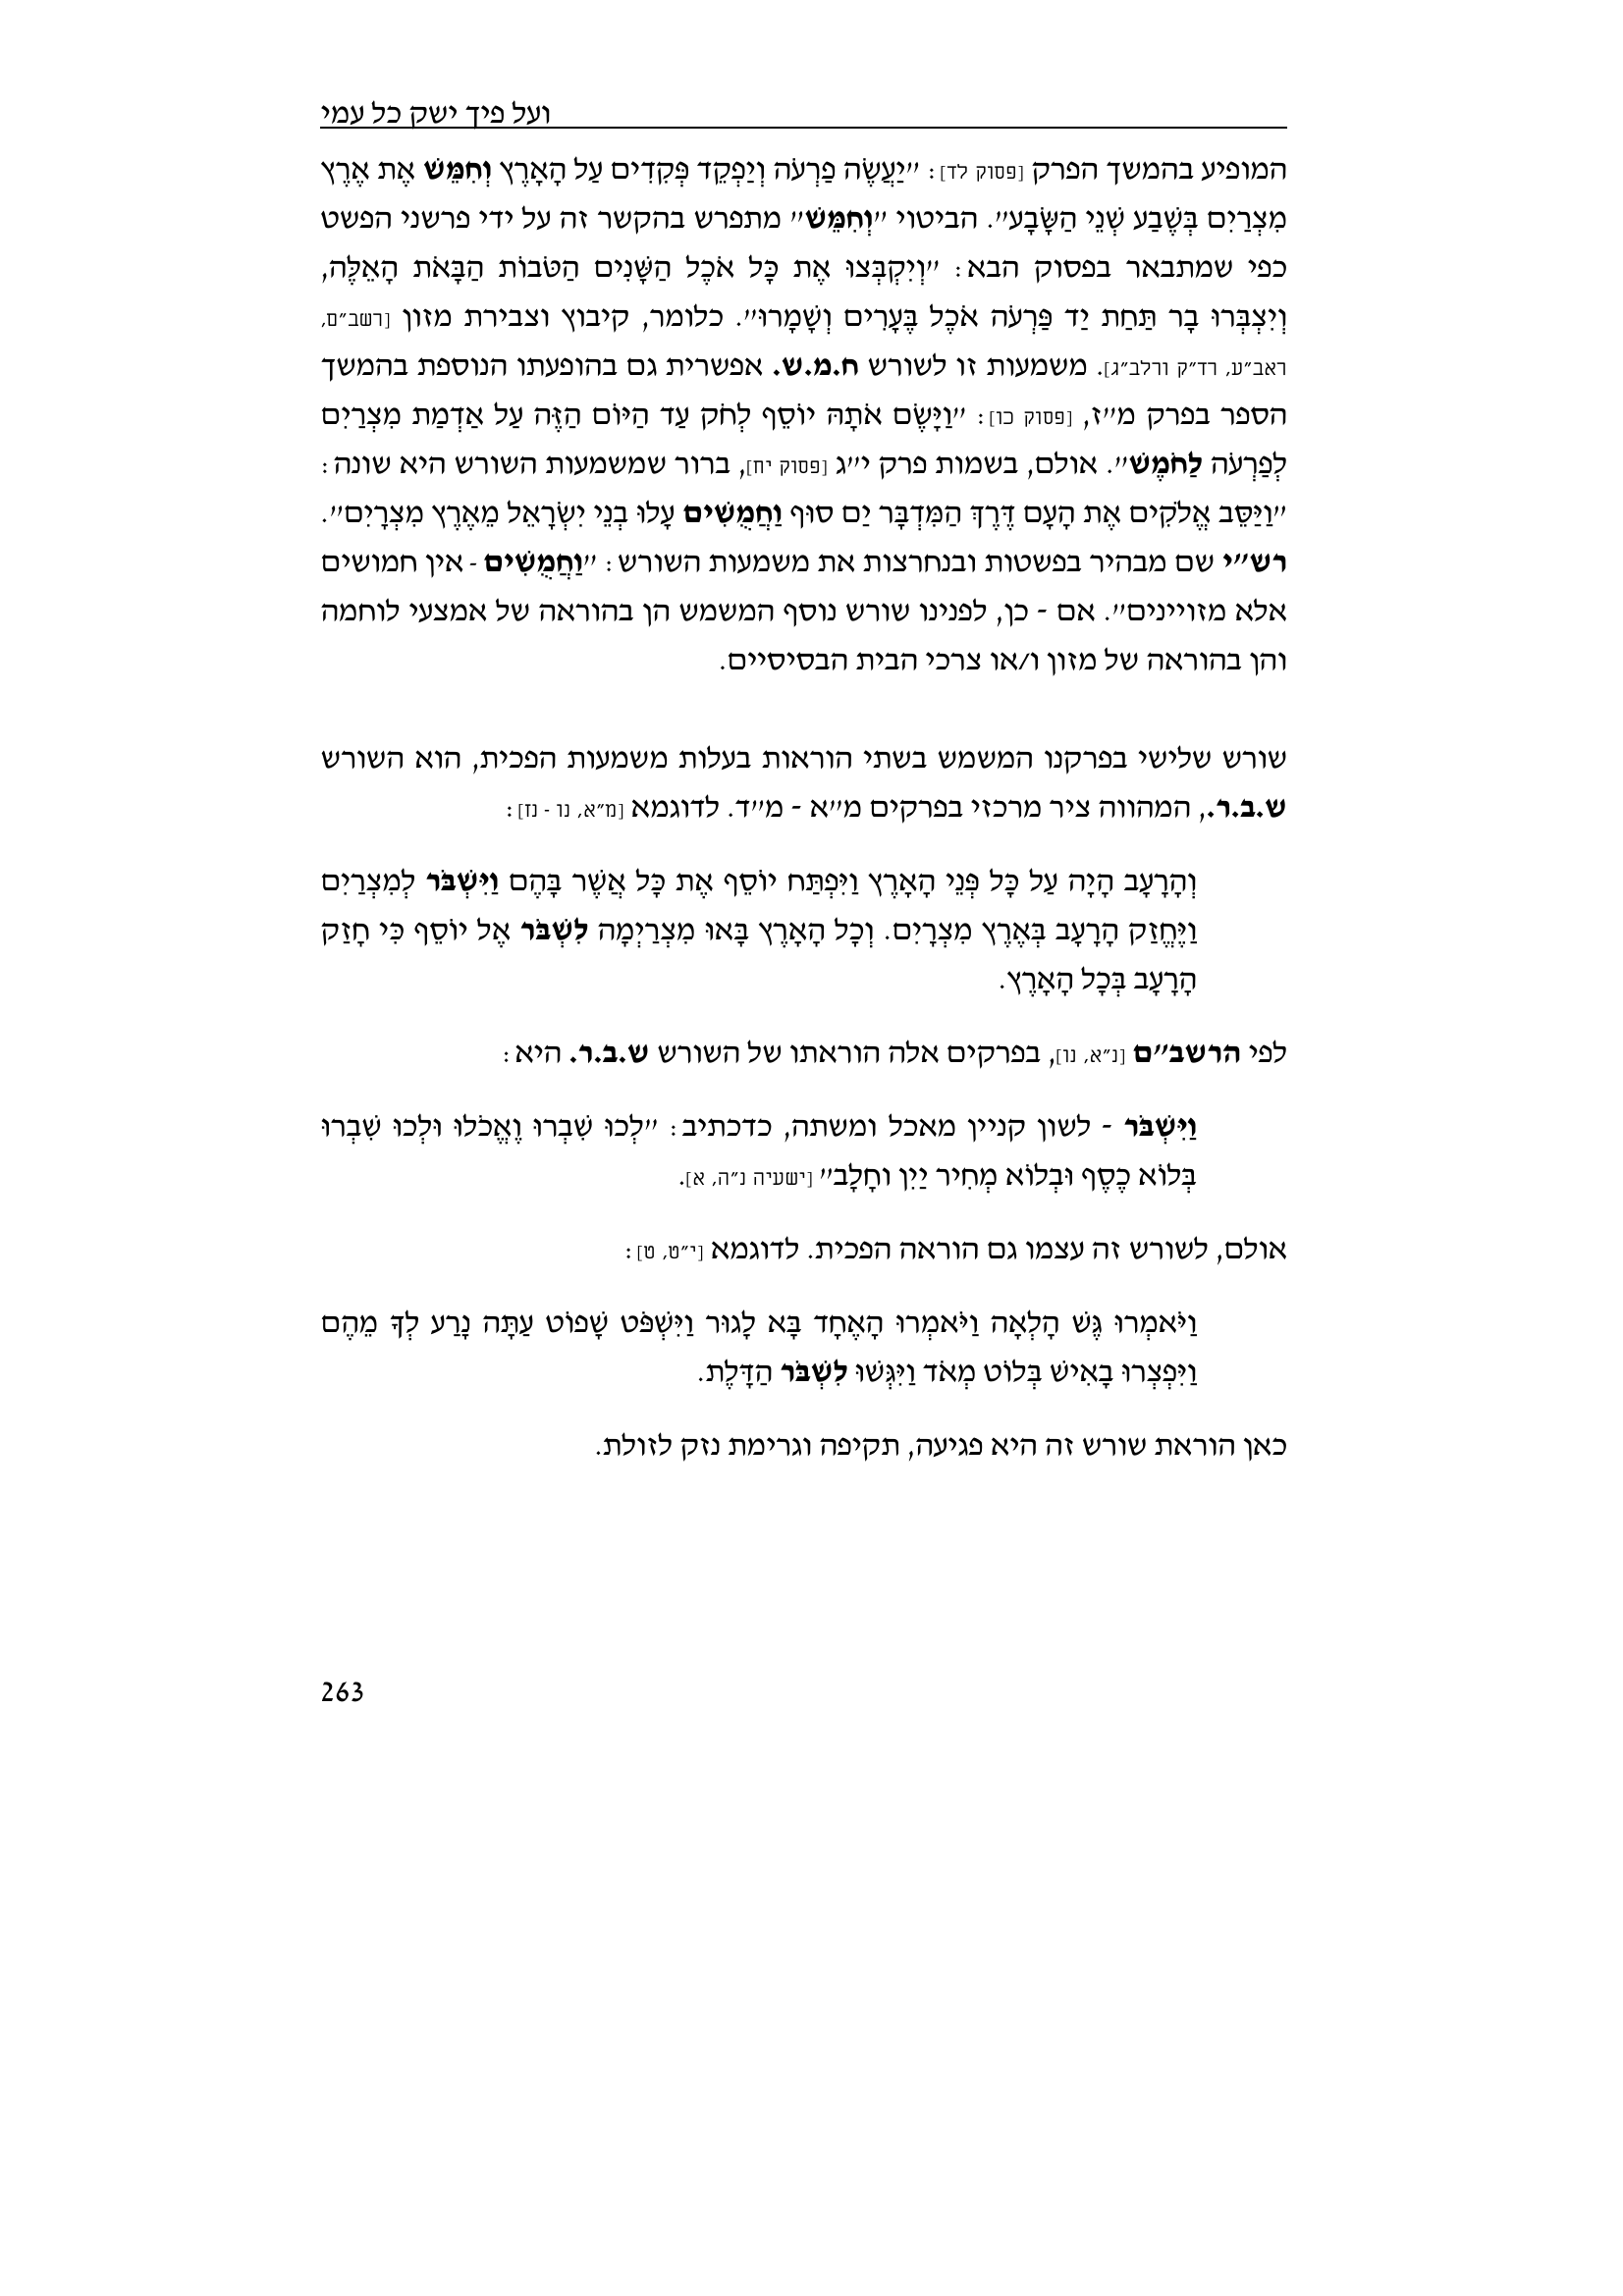 ועל פיך ישק כל עמי
המופיע בהמשך הפרק [פסוק לד]: "יַעֲשֶׂה פַרְעֹה וְיַפְקֵד פְּקִדִים עַל הָאָרֶץ וְחִמֵּשׁ אֶת אֶרֶץ
מִצְרַיִם בְּשֶׁבַע שְׁנֵי הַשָּׂבָע". הביטוי "וְחִמֵּשׁ" מתפרש בהקשר זה על ידי פרשני הפשט
כפי שמתבאר בפסוק הבא: "וְיִקְבְּצוּ אֶת כָּל אֹכֶל הַשָּׁנִים הַטֹּבוֹת הַבָּאֹת הָאֵלֶּה,
וְיִצְבְּרוּ בָר תַּחַת יַד פַּרְעֹה אֹכֶל בֶּעָרִים וְשָׁמָרוּ". כלומר, קיבוץ וצבירת מזון [רשב"ם,
ראב"ע, רד"ק ורלב"ג]. משמעות זו לשורש ח.מ.ש. אפשרית גם בהופעתו הנוספת בהמשך
הספר בפרק מ"ז, [פסוק כו]: "וַיָּשֶׂם אֹתָהּ יוֹסֵף לְחֹק עַד הַיּוֹם הַזֶּה עַל אַדְמַת מִצְרַיִם
לְפַרְעֹה לַחֹמֶשׁ". אולם, בשמות פרק י"ג [פסוק יח], ברור שמשמעות השורש היא שונה:
"וַיַּסֵּב אֱלֹקִים אֶת הָעָם דֶּרֶךְ הַמִּדְבָּר יַם סוּף וַחֲמֻשִׁים עָלוּ בְנֵי יִשְׂרָאֵל מֵאֶרֶץ מִצְרָיִם".
רש"י שם מבהיר בפשטות ובנחרצות את משמעות השורש: "וַחֲמֻשִׁים - אין חמושים
אלא מזויינים". אם - כן, לפנינו שורש נוסף המשמש הן בהוראה של אמצעי לוחמה
והן בהוראה של מזון ו/או צרכי הבית הבסיסיים.
שורש שלישי בפרקנו המשמש בשתי הוראות בעלות משמעות הפכית, הוא השורש
ש.ב.ר., המהווה ציר מרכזי בפרקים מ"א - מ"ד. לדוגמא [מ"א, נו - נז]:
וְהָרָעָב הָיָה עַל כָּל פְּנֵי הָאָרֶץ וַיִּפְתַּח יוֹסֵף אֶת כָּל אֲשֶׁר בָּהֶם וַיִּשְׁבֹּר לְמִצְרַיִם
וַיֶּחֱזַק הָרָעָב בְּאֶרֶץ מִצְרָיִם. וְכָל הָאָרֶץ בָּאוּ מִצְרַיְמָה לִשְׁבֹּר אֶל יוֹסֵף כִּי חָזַק
הָרָעָב בְּכָל הָאָרֶץ.
לפי הרשב"ם [נ"א, נו], בפרקים אלה הוראתו של השורש ש.ב.ר. היא:
וַיִּשְׁבֹּר - לשון קניין מאכל ומשתה, כדכתיב: "לְכוּ שִׁבְרוּ וֶאֱכֹלוּ וּלְכוּ שִׁבְרוּ
בְּלוֹא כֶסֶף וּבְלוֹא מְחִיר יַיִן וחָלָב" [ישעיה נ"ה, א].
אולם, לשורש זה עצמו גם הוראה הפכית. לדוגמא [י"ט, ט]:
וַיֹּאמְרוּ גֶּשׁ הָלְאָה וַיֹּאמְרוּ הָאֶחָד בָּא לָגוּר וַיִּשְׁפֹּט שָׁפוֹט עַתָּה נָרַע לְךָ מֵהֶם
וַיִּפְצְרוּ בָאִישׁ בְּלוֹט מְאֹד וַיִּגְּשׁוּ לִשְׁבֹּר הַדָּלֶת.
כאן הוראת שורש זה היא פגיעה, תקיפה וגרימת נזק לזולת.
263